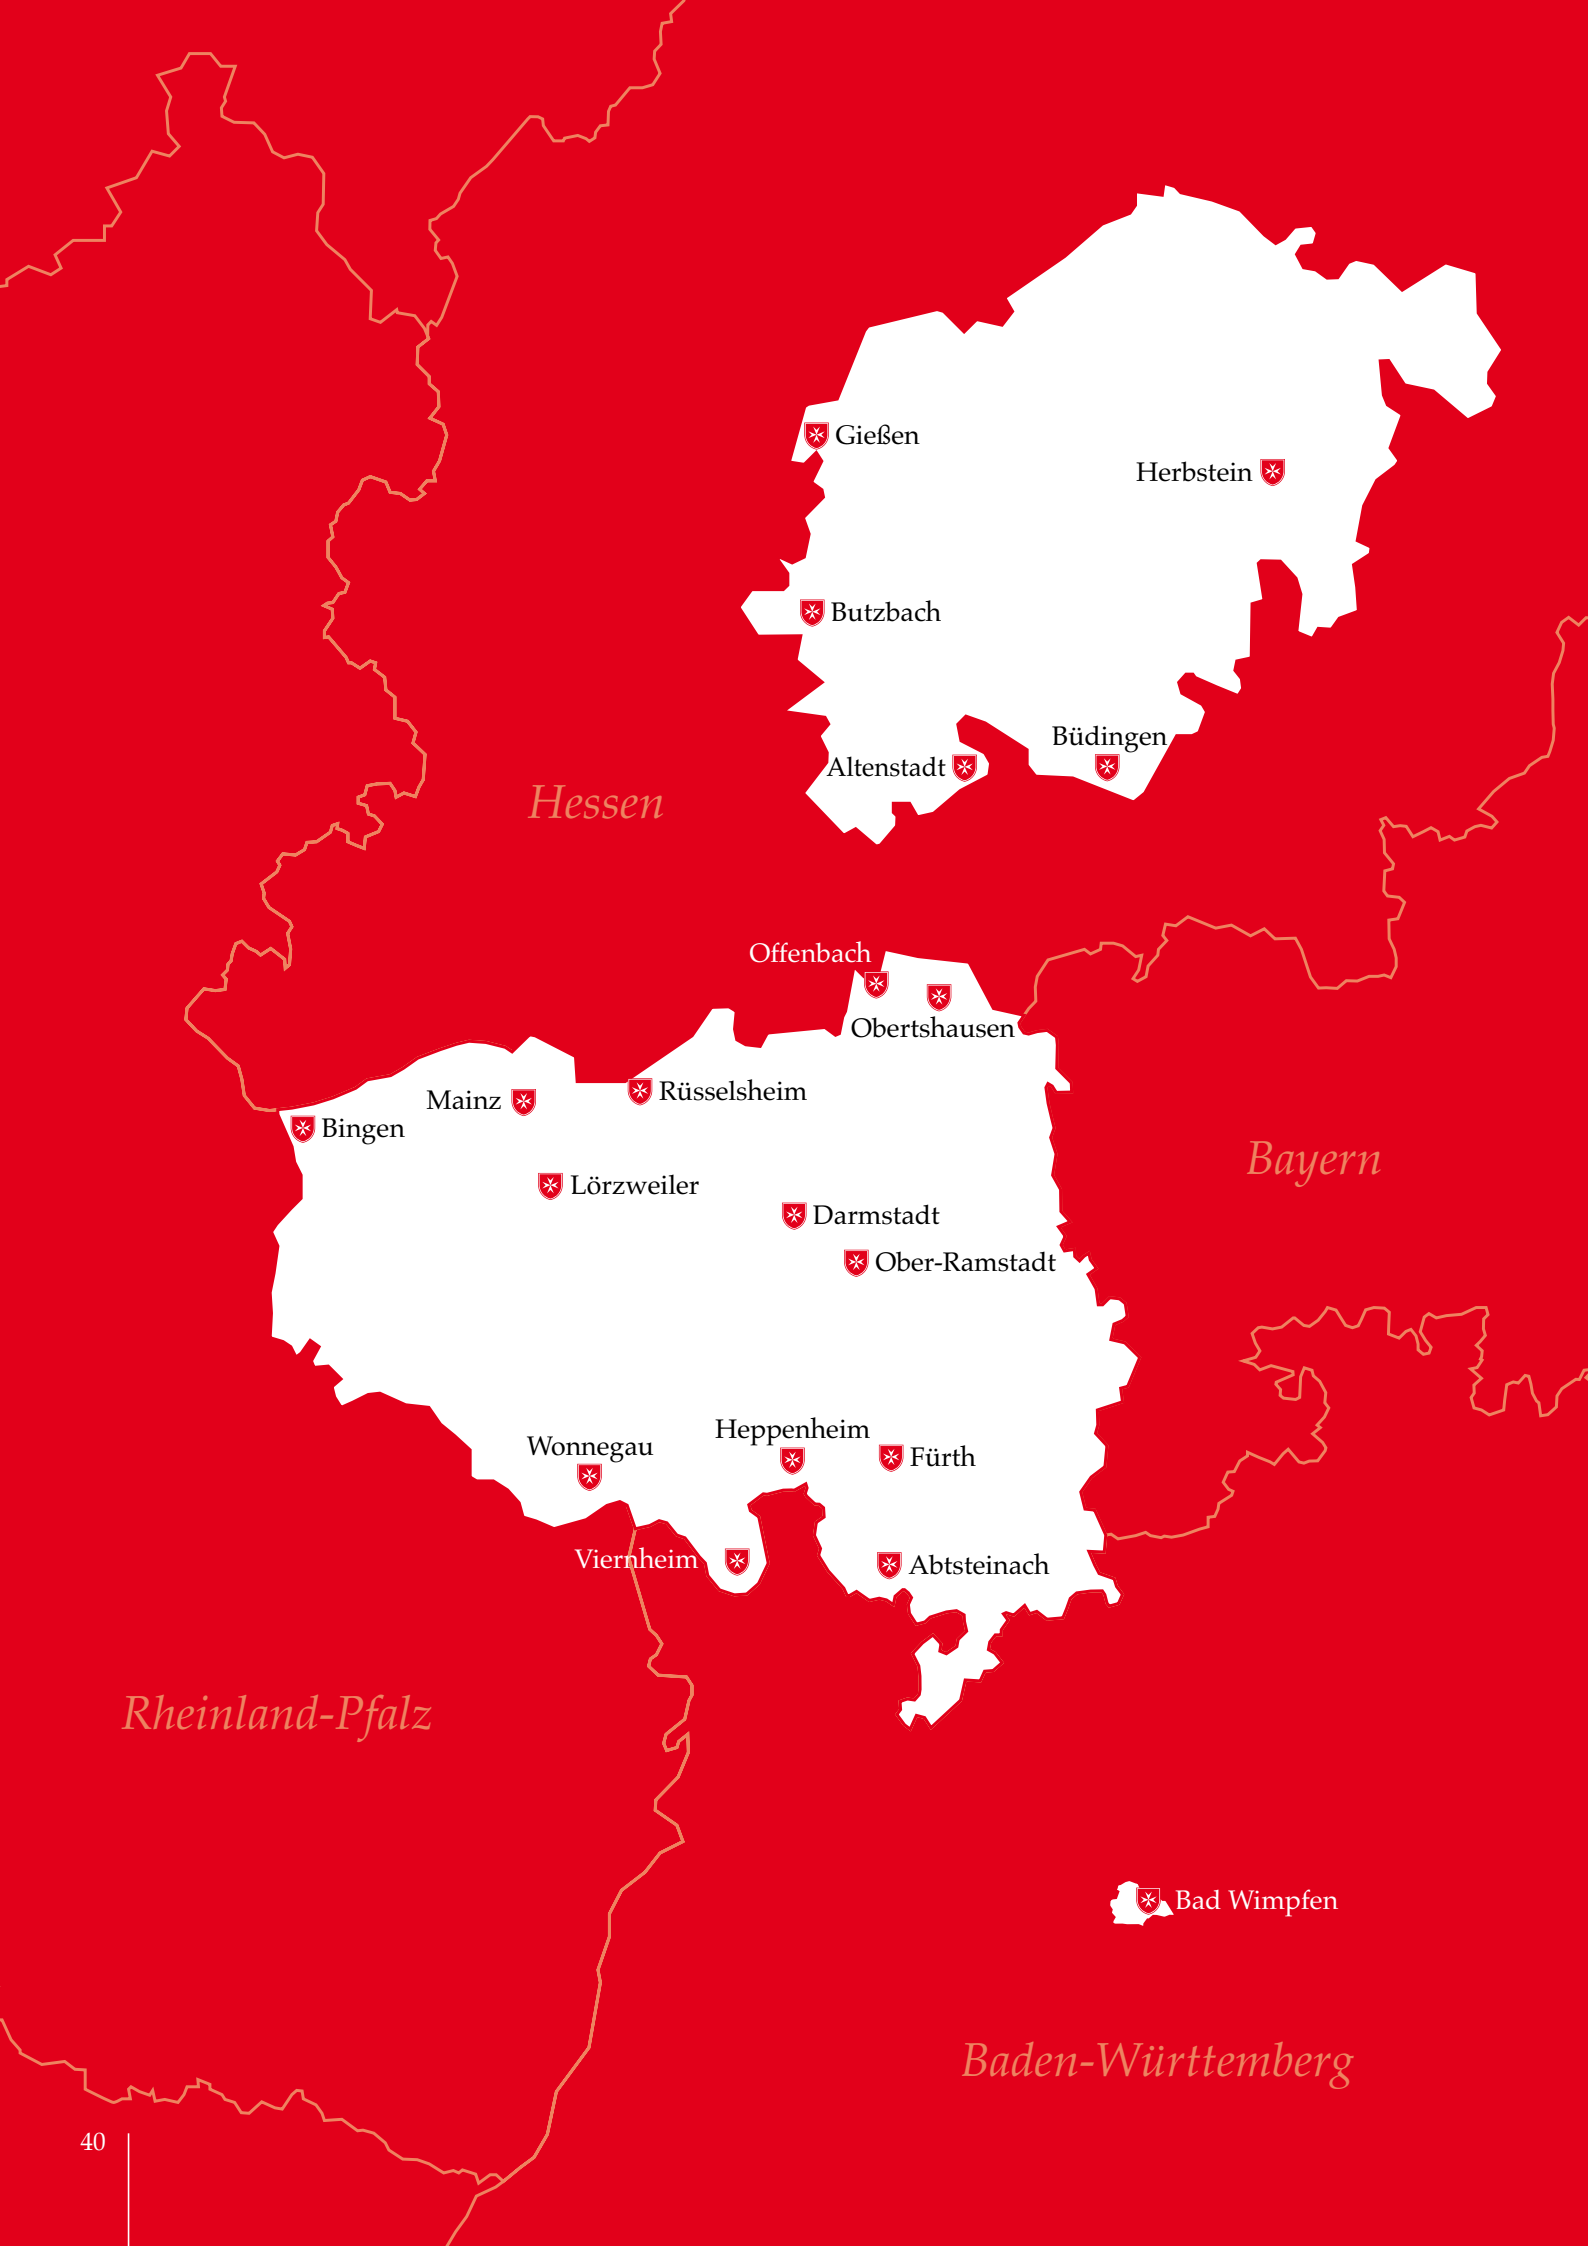 Gießen
Herbstein
Butzbach
Büdingen
Altenstadt
Hessen
Offenbach
Obertshausen
Rüsselsheim
Mainz
Bingen
Bayern
Lörzweiler
Darmstadt
Ober-Ramstadt
Heppenheim
Wonnegau
Fürth
Viernheim
Abtsteinach
Rheinland-Pfalz
Bad Wimpfen
Baden-Württemberg
40